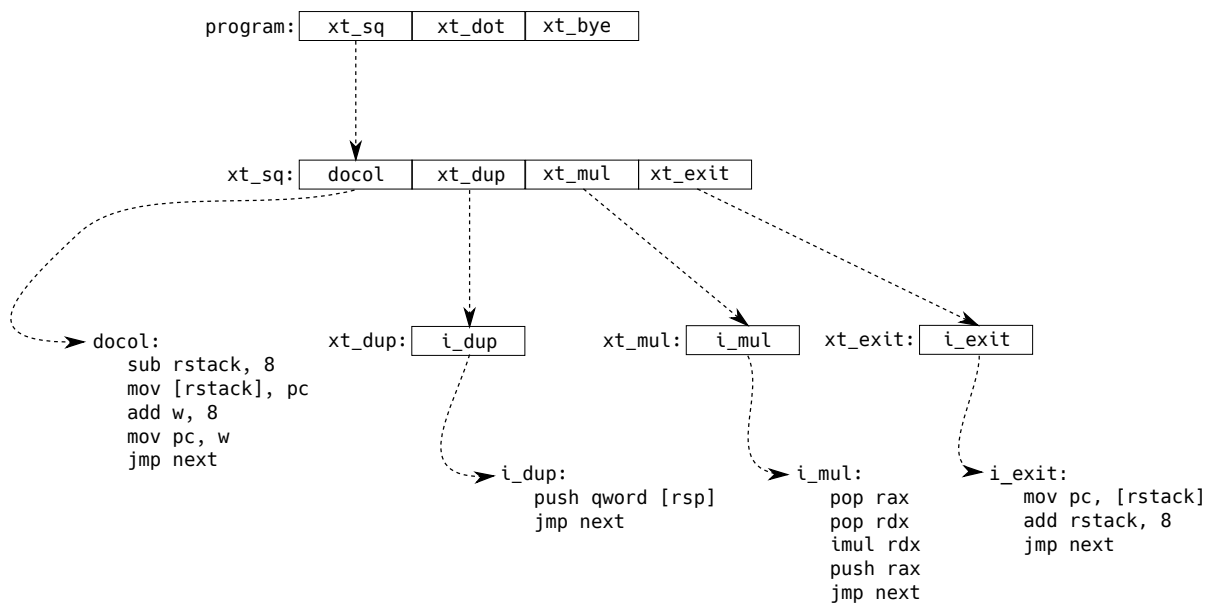 program: xt_sq xt_dot xt_bye
xt_sq: docol xt_dup xt_mul xt_exit
docol:
sub rstack, 8
mov [rstack], pc
add w, 8
mov pc, w
jmp next
xt_dup: i_dup
xt_mul: i_mul
xt_exit: i_exit
i_dup:
push qword [rsp]
jmp next
i_mul:
pop rax
pop rdx
imul rdx
push rax
jmp next
i_exit:
mov pc, [rstack]
add rstack, 8
jmp next